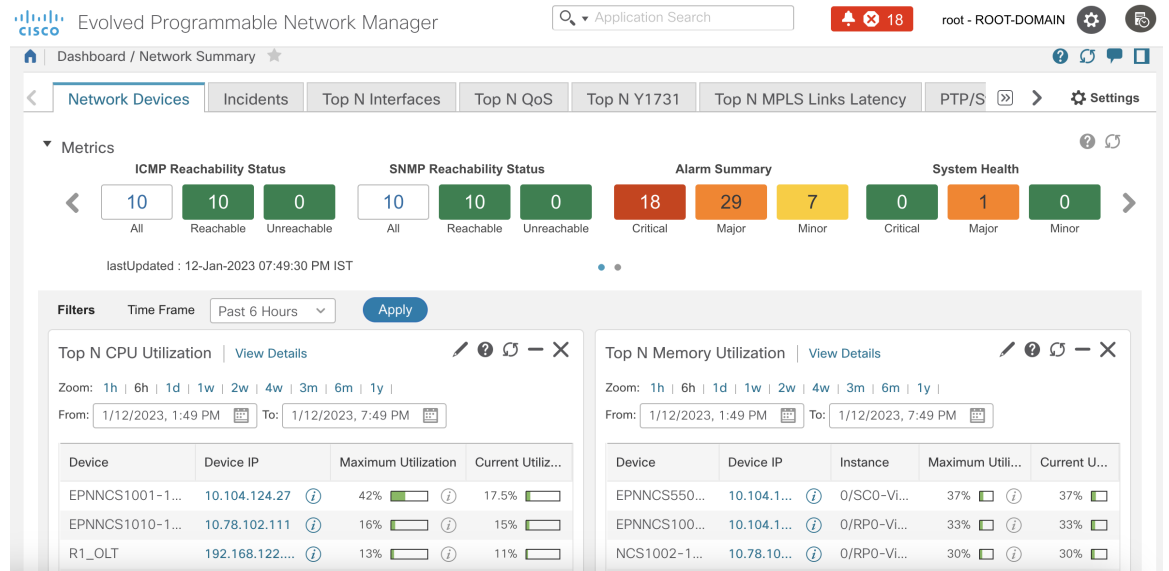 cisco Evolved Programmable Network Manager Application Search 18 root - ROOT-DOMAIN
Dashboard / Network Summary
Network Devices Incidents Top N Interfaces Top N QoS Top N Y1731 Top N MPLS Links Latency PTP/S Settings
Metrics
ICMP Reachability Status SNMP Reachability Status Alarm Summary System Health
10 10 0 10 10 0 18 29 7 0 1 0
All Reachable Unreachable All Reachable Unreachable Critical Major Minor Critical Major Minor
lastUpdated : 12-Jan-2023 07:49:30 PM IST
Filters Time Frame Past 6 Hours Apply
Top N CPU Utilization | View Details
Zoom: 1h | 6h | 1d | 1w | 2w | 4w | 3m | 6m | 1y |
From: 1/12/2023, 1:49 PM To: 1/12/2023, 7:49 PM
Device Device IP Maximum Utilization Current Utiliz...
EPNNCS1001-1... 10.104.124.27 42% 17.5%
EPNNCS1010-1... 10.78.102.111 16% 15%
R1_OLT 192.168.122.... 13% 11%
Top N Memory Utilization | View Details
Zoom: 1h | 6h | 1d | 1w | 2w | 4w | 3m | 6m | 1y |
From: 1/12/2023, 1:49 PM To: 1/12/2023, 7:49 PM
Device Device IP Instance Maximum Utili... Current U...
EPNNCS550... 10.104.1... 0/SC0-Vi... 37% 37%
EPNNCS100... 10.104.1... 0/RP0-Vi... 33% 33%
NCS1002-1... 10.78.10... 0/RP0-Vi... 30% 30%